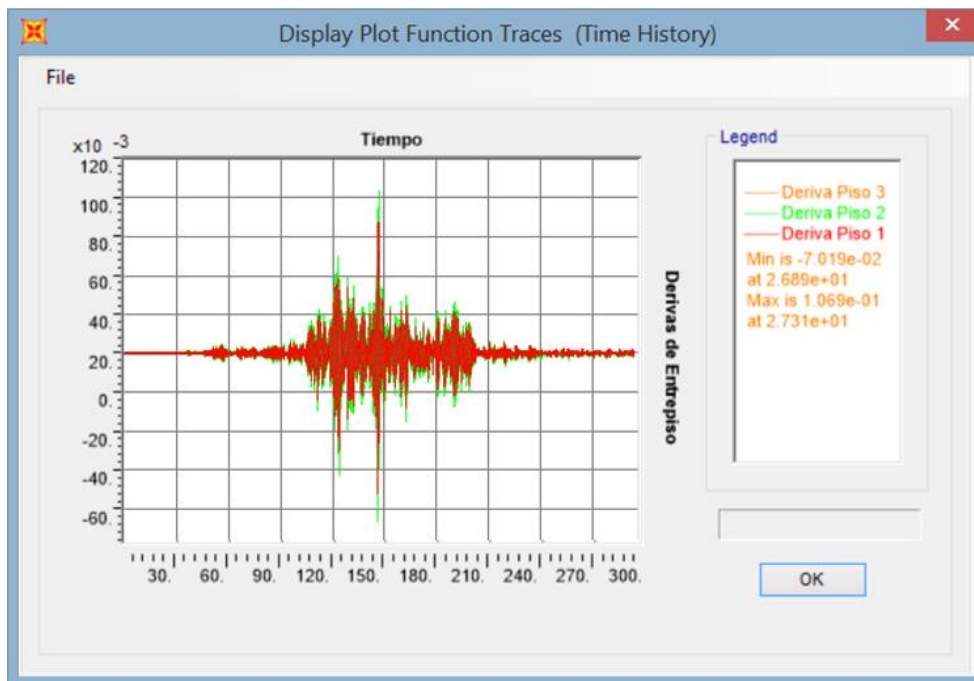 Display Plot Function Traces (Time History)
File
Tiempo
x10 -3
120.
100.
80.
60.
40.
20.
0.
-20.
-40.
-60.
30. 60. 90. 120. 150. 180. 210. 240. 270. 300.
Derivas de Entrepiso
Legend
Deriva Piso 3
Deriva Piso 2
Deriva Piso 1
Min is -7.019e-02
at 2.689e+01
Max is 1.069e-01
at 2.731e+01
OK